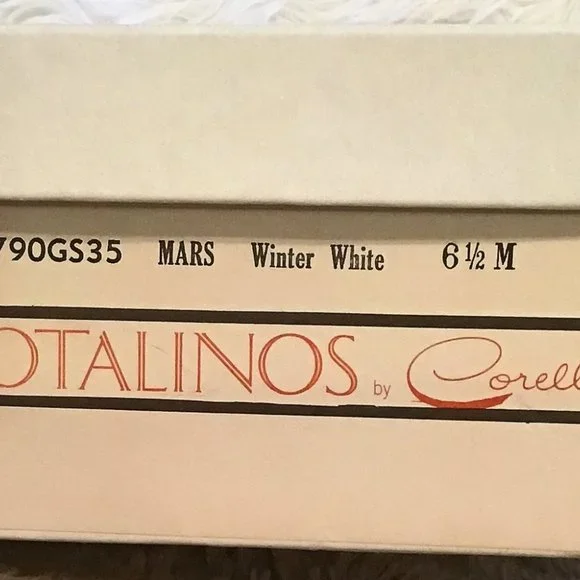 790GS35 MARS Winter White 6 ½ M
OTALINOS by Corell